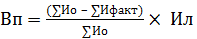 Вп = (∑Ио − ∑Ифакт) / ∑Ио × Ил